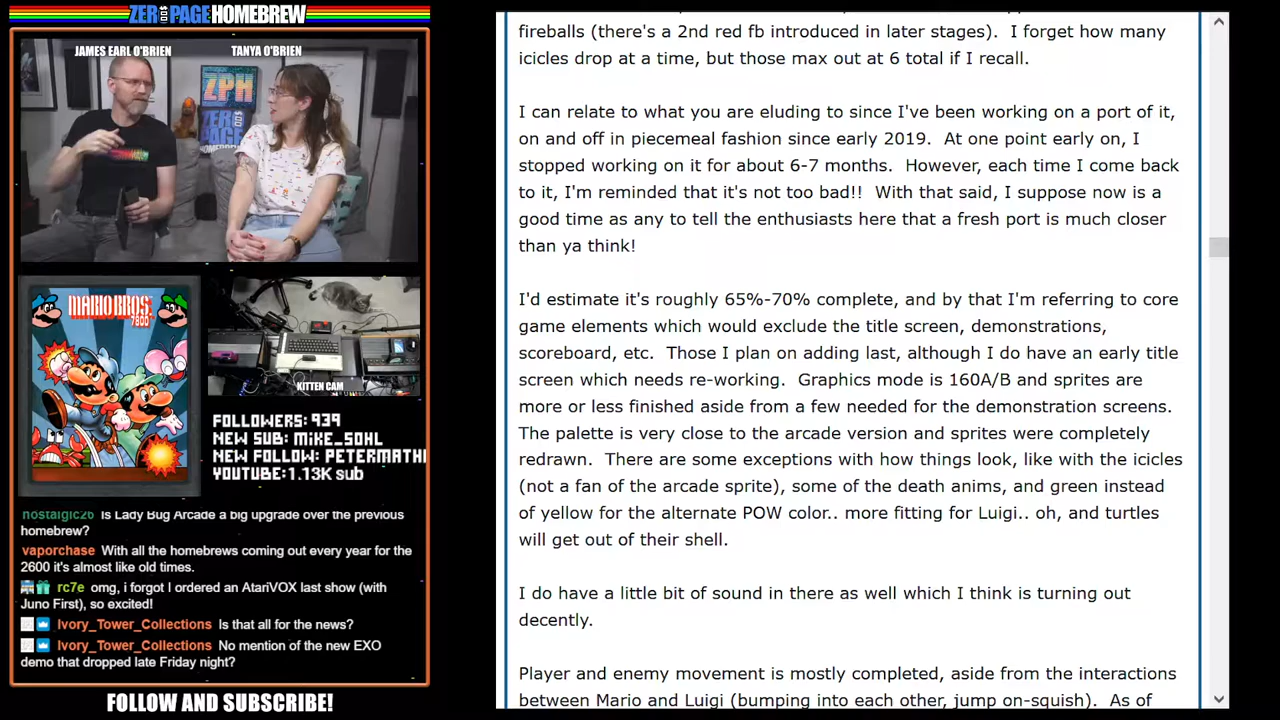 ZEROPAGE HOMEBREW
JAMES EARL O'BRIEN
TANYA O'BRIEN
ZPH
MARIO BROS.
7800
KITTEN CAM
FOLLOWERS: 939
NEW SUB: MIKE_SOHL
NEW FOLLOW: PETERMATH
YOUTUBE: 1.13K sub
nostalgic26 Is Lady Bug Arcade a big upgrade over the previous
homebrew?
vaporchase With all the homebrews coming out every year for the
2600 it's almost like old times.
rc7e omg, i forgot I ordered an AtariVOX last show (with
Juno First), so excited!
Ivory_Tower_Collections Is that all for the news?
Ivory_Tower_Collections No mention of the new EXO
demo that dropped late Friday night?
FOLLOW AND SUBSCRIBE!
fireballs (there's a 2nd red fb introduced in later stages).  I forget how many
icicles drop at a time, but those max out at 6 total if I recall.
I can relate to what you are eluding to since I've been working on a port of it,
on and off in piecemeal fashion since early 2019.  At one point early on, I
stopped working on it for about 6-7 months.  However, each time I come back
to it, I'm reminded that it's not too bad!!  With that said, I suppose now is a
good time as any to tell the enthusiasts here that a fresh port is much closer
than ya think!
I'd estimate it's roughly 65%-70% complete, and by that I'm referring to core
game elements which would exclude the title screen, demonstrations,
scoreboard, etc.  Those I plan on adding last, although I do have an early title
screen which needs re-working.  Graphics mode is 160A/B and sprites are
more or less finished aside from a few needed for the demonstration screens.
The palette is very close to the arcade version and sprites were completely
redrawn.  There are some exceptions with how things look, like with the icicles
(not a fan of the arcade sprite), some of the death anims, and green instead
of yellow for the alternate POW color.. more fitting for Luigi.. oh, and turtles
will get out of their shell.
I do have a little bit of sound in there as well which I think is turning out
decently.
Player and enemy movement is mostly completed, aside from the interactions
between Mario and Luigi (bumping into each other, jump on-squish).  As of